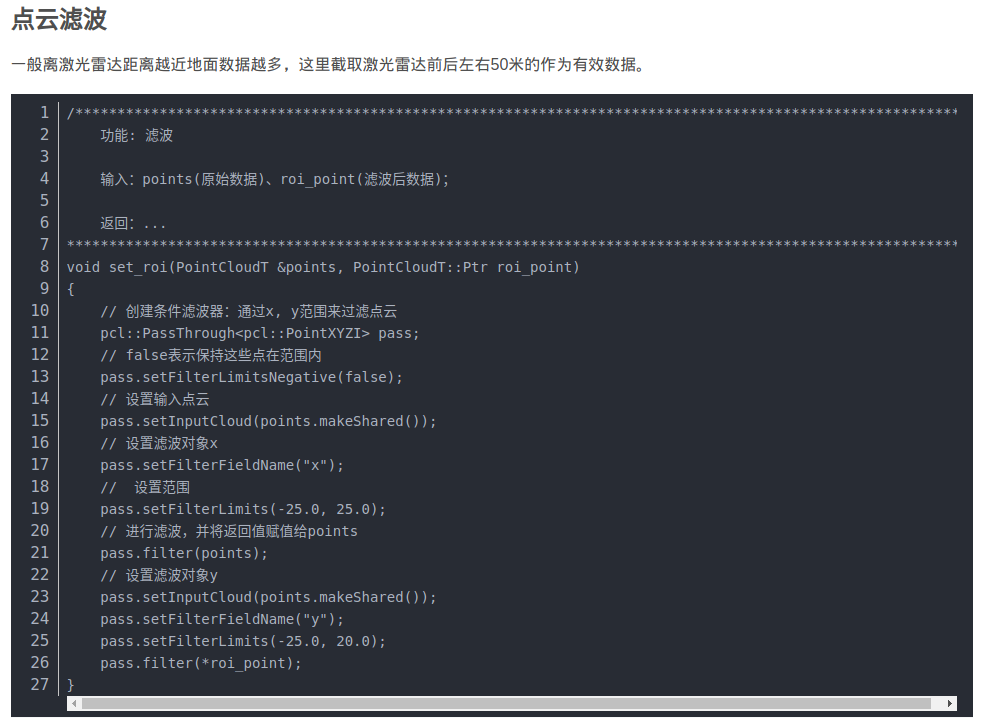 点云滤波
一般离激光雷达距离越近地面数据越多，这里截取激光雷达前后左右50米的作为有效数据。
1 /*********************************************************************************************************
2     功能: 滤波
3
4     输入：points(原始数据)、roi_point(滤波后数据)；
5
6     返回：...
7 **********************************************************************************************************
8 void set_roi(PointCloudT &points, PointCloudT::Ptr roi_point)
9 {
10     // 创建条件滤波器：通过x, y范围来过滤点云
11     pcl::PassThrough<pcl::PointXYZI> pass;
12     // false表示保持这些点在范围内
13     pass.setFilterLimitsNegative(false);
14     // 设置输入点云
15     pass.setInputCloud(points.makeShared());
16     // 设置滤波对象x
17     pass.setFilterFieldName("x");
18     //  设置范围
19     pass.setFilterLimits(-25.0, 25.0);
20     // 进行滤波，并将返回值赋值给points
21     pass.filter(points);
22     // 设置滤波对象y
23     pass.setInputCloud(points.makeShared());
24     pass.setFilterFieldName("y");
25     pass.setFilterLimits(-25.0, 20.0);
26     pass.filter(*roi_point);
27 }